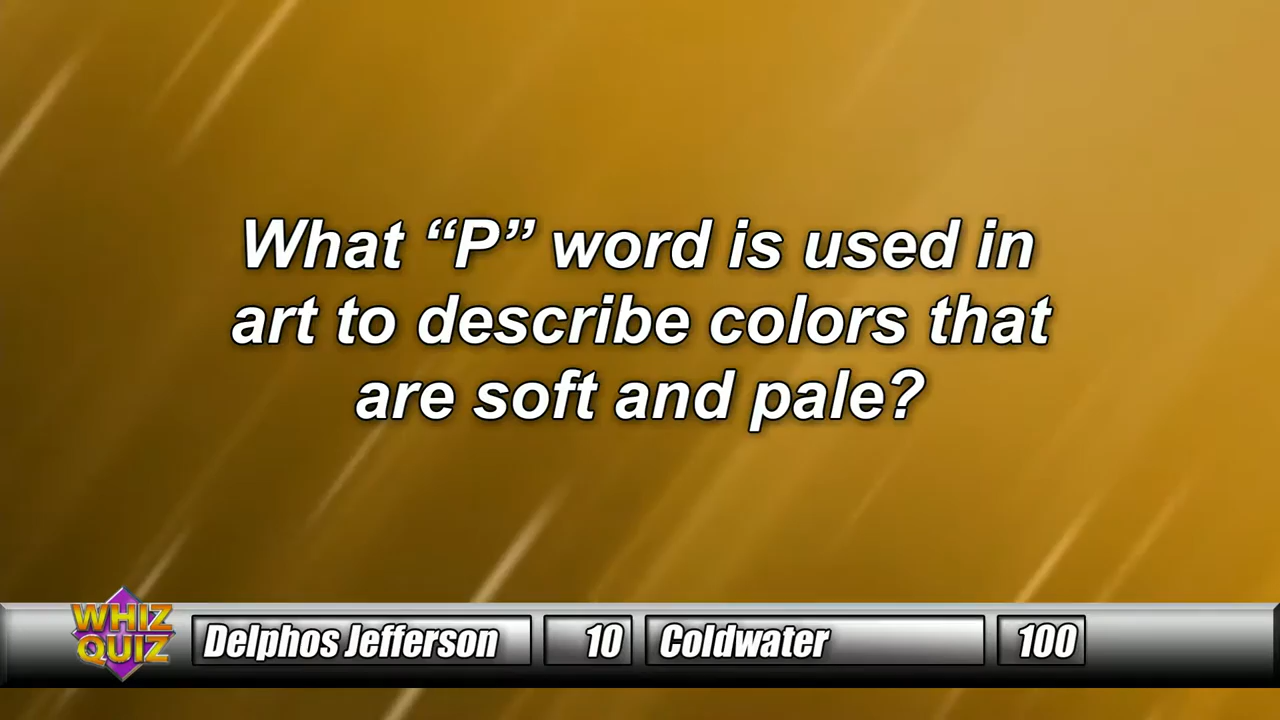 What “P” word is used in
art to describe colors that
are soft and pale?
WHIZ
QUIZ
Delphos Jefferson 10 Coldwater 100